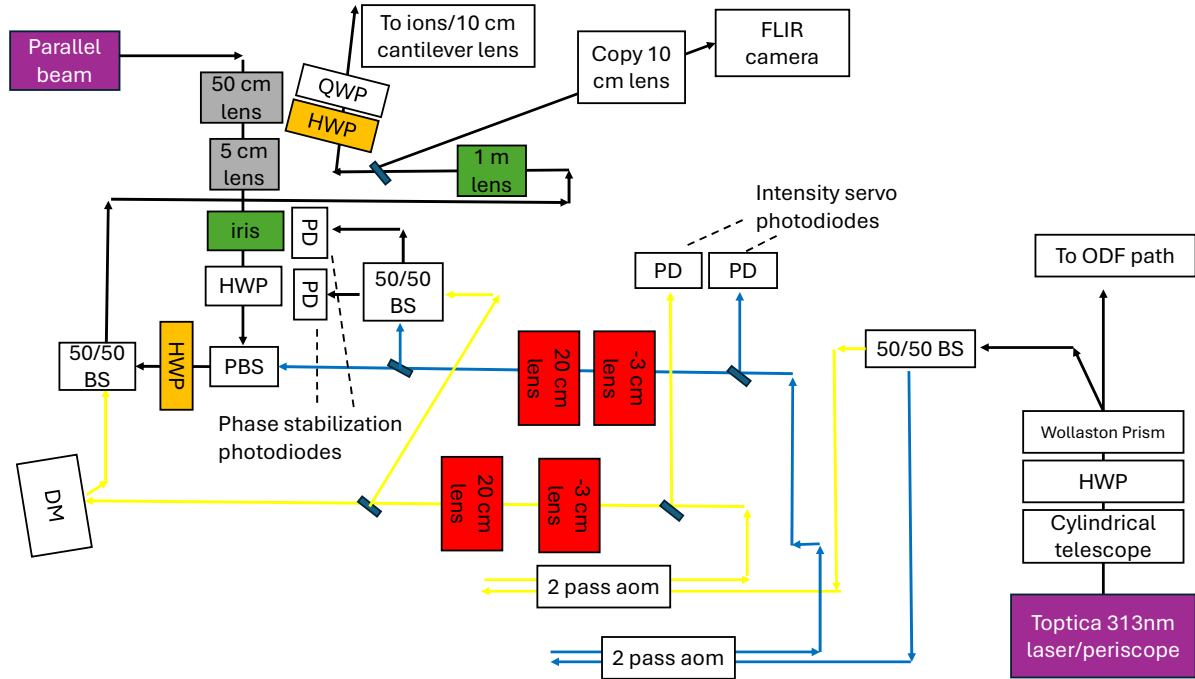 Parallel
beam
To ions/10 cm
cantilever lens
Copy 10
cm lens
FLIR
camera
50 cm
lens
QWP
HWP
5 cm
lens
1 m
lens
Intensity servo
photodiodes
iris
PD
PD
50/50
BS
HWP
PD
PD
To ODF path
50/50
BS
HWP
PBS
20 cm
lens
-3 cm
lens
50/50 BS
Phase stabilization
photodiodes
Wollaston Prism
DM
20 cm
lens
-3 cm
lens
HWP
Cylindrical
telescope
2 pass aom
Toptica 313nm
laser/periscope
2 pass aom